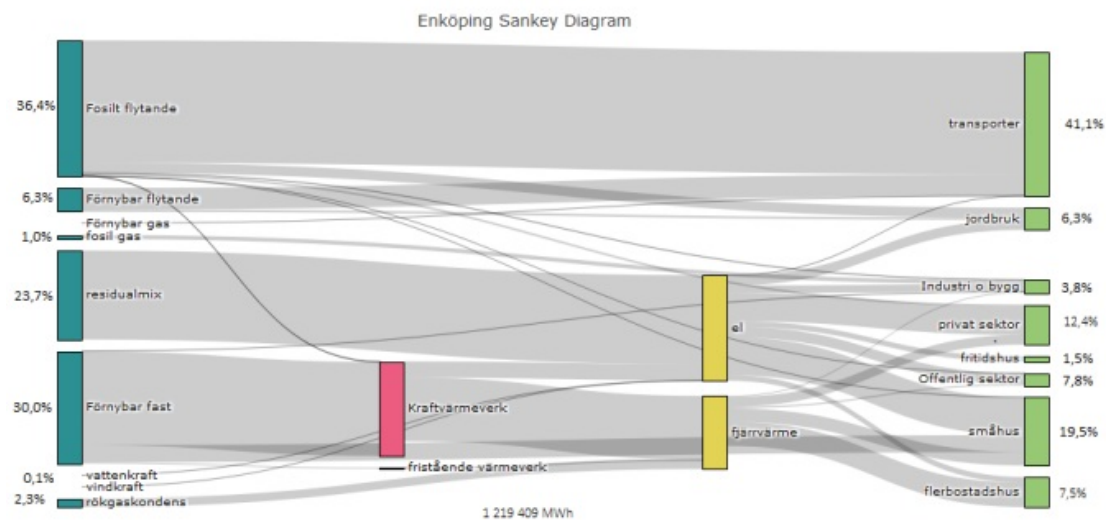 Enköping Sankey Diagram
36,4%
Fosilt flytande
transporter
41,1%
6,3%
Förnybar flytande
Förnybar gas
1,0%
fosil gas
jordbruk
6,3%
23,7%
residualmix
Industri o bygg
3,8%
el
privat sektor
12,4%
fritidshus
1,5%
Offentlig sektor
7,8%
30,0%
Förnybar fast
Kraftvärmeverk
fjärrvärme
småhus
19,5%
0,1%
vattenkraft
vindkraft
fristående värmeverk
2,3%
rökgaskondens
flerbostadshus
7,5%
1 219 409 MWh